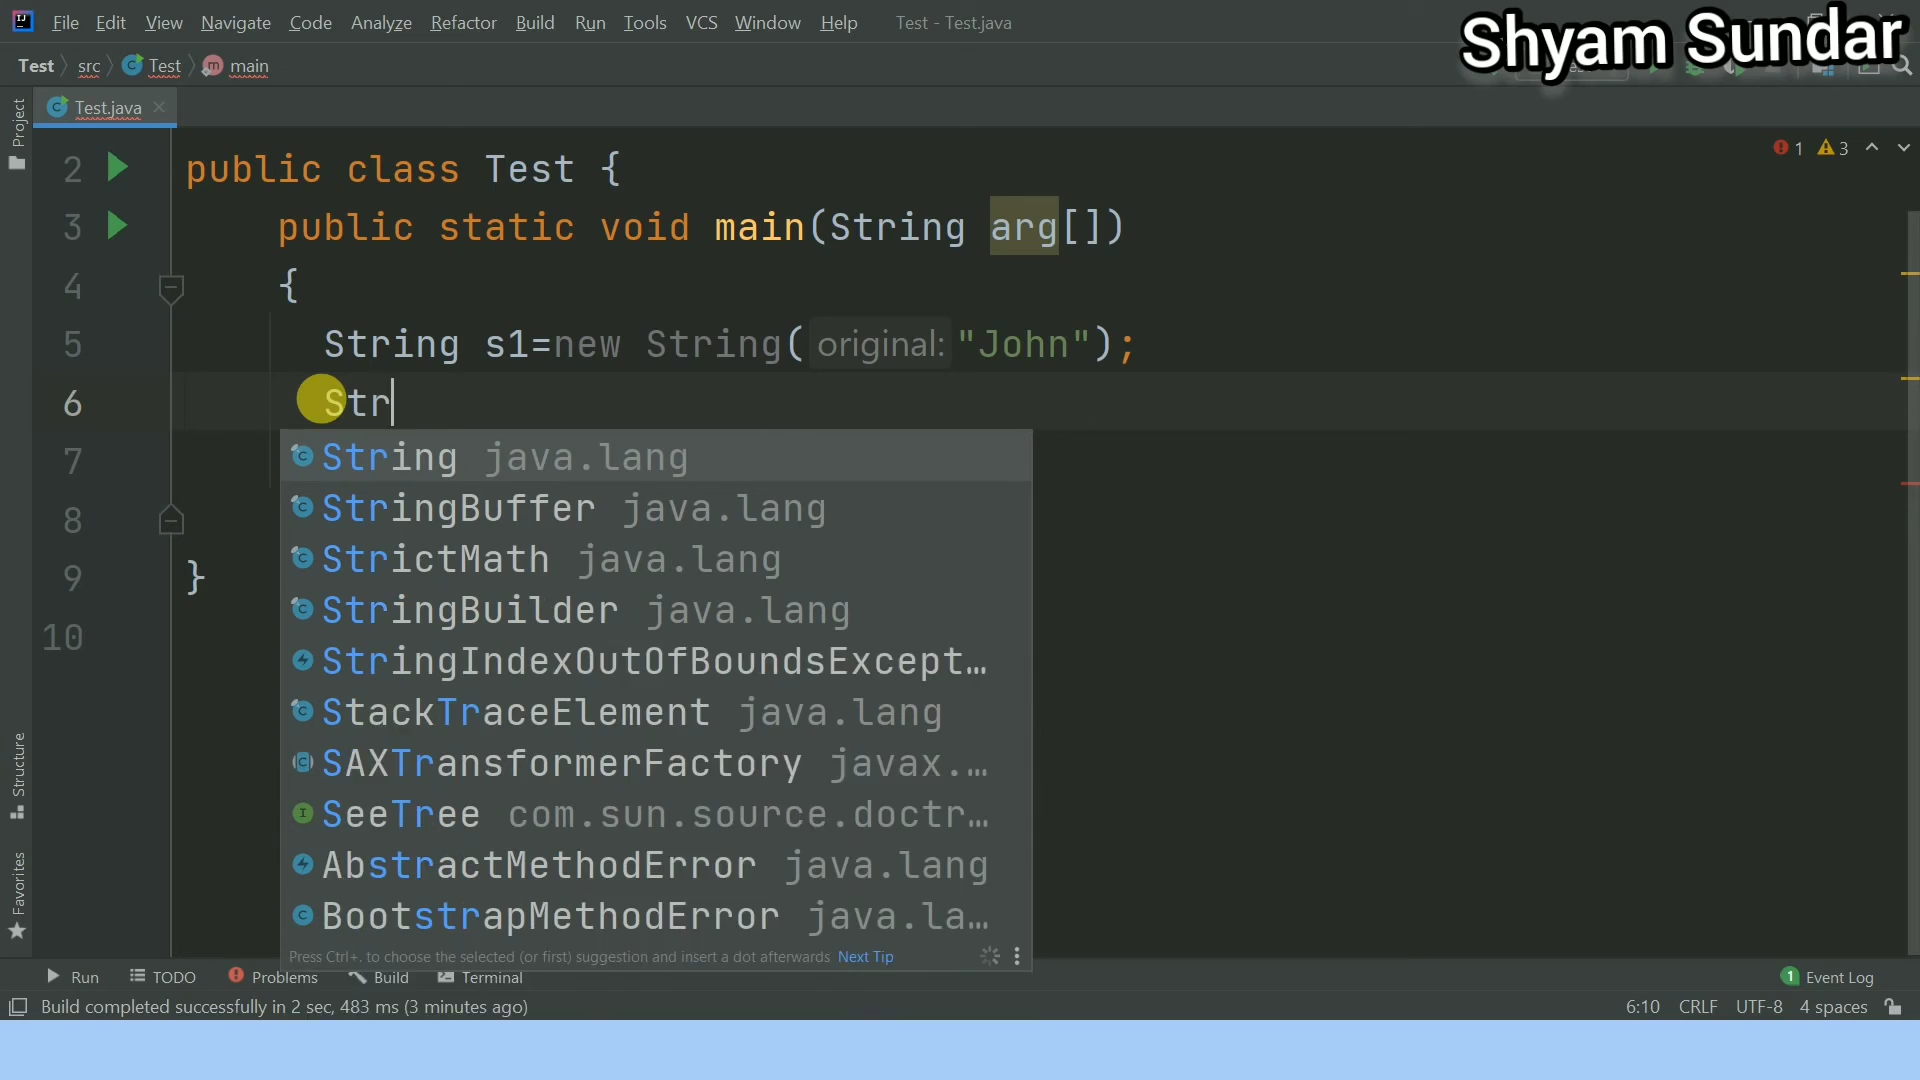 File Edit View Navigate Code Analyze Refactor Build Run Tools VCS Window Help Test - Test.java
Shyam Sundar
Test src Test main
Test.java
Project
1 3
2 public class Test {
3 public static void main(String arg[])
4 {
5 String s1=new String( original: "John");
6 Str
7
8
9 }
10
String java.lang
StringBuffer java.lang
StrictMath java.lang
StringBuilder java.lang
StringIndexOutOfBoundsExcept…
StackTraceElement java.lang
SAXTransformerFactory javax.…
SeeTree com.sun.source.doctr…
AbstractMethodError java.lang
BootstrapMethodError java.la…
Press Ctrl+. to choose the selected (or first) suggestion and insert a dot afterwards Next Tip
Structure
Favorites
Run TODO Problems Build Terminal 1 Event Log
Build completed successfully in 2 sec, 483 ms (3 minutes ago) 6:10 CRLF UTF-8 4 spaces